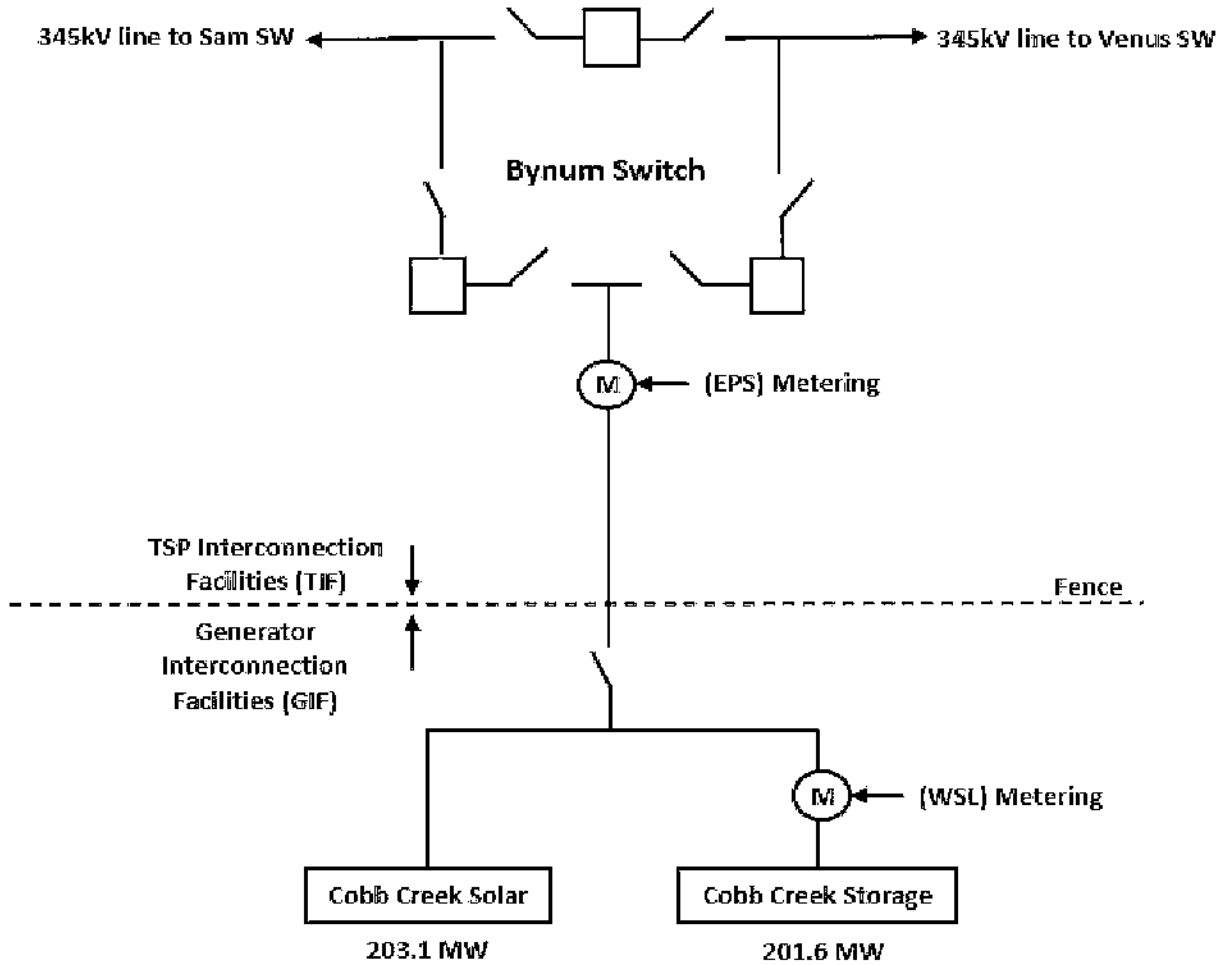 345kV line to Sam SW
345kV line to Venus SW
Bynum Switch
M
(EPS) Metering
TSP Interconnection
Facilities (TIF)
Fence
Generator
Interconnection
Facilities (GIF)
M
(WSL) Metering
Cobb Creek Solar
Cobb Creek Storage
203.1 MW
201.6 MW